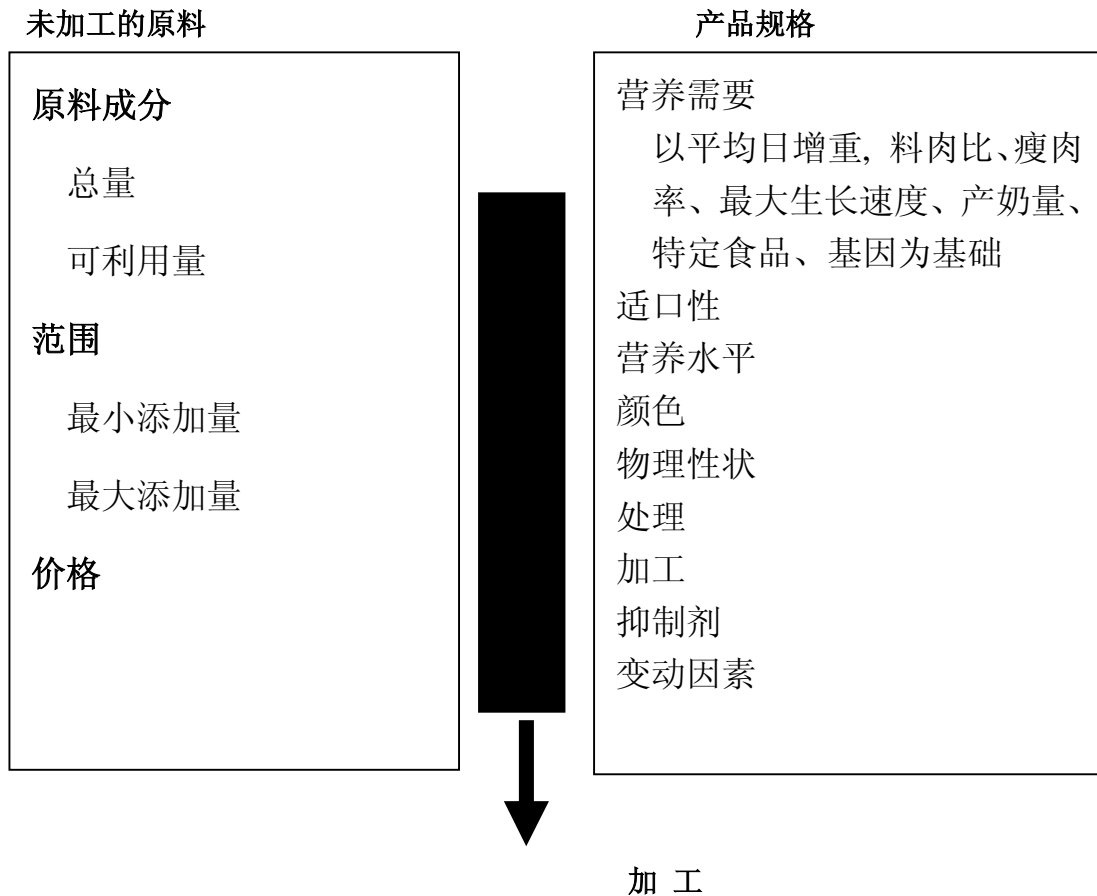 未加工的原料
原料成分
总量
可利用量
范围
最小添加量
最大添加量
价格
产品规格
营养需要
以平均日增重, 料肉比、瘦肉
率、最大生长速度、产奶量、
特定食品、基因为基础
适口性
营养水平
颜色
物理性状
处理
加工
抑制剂
变动因素
加 工